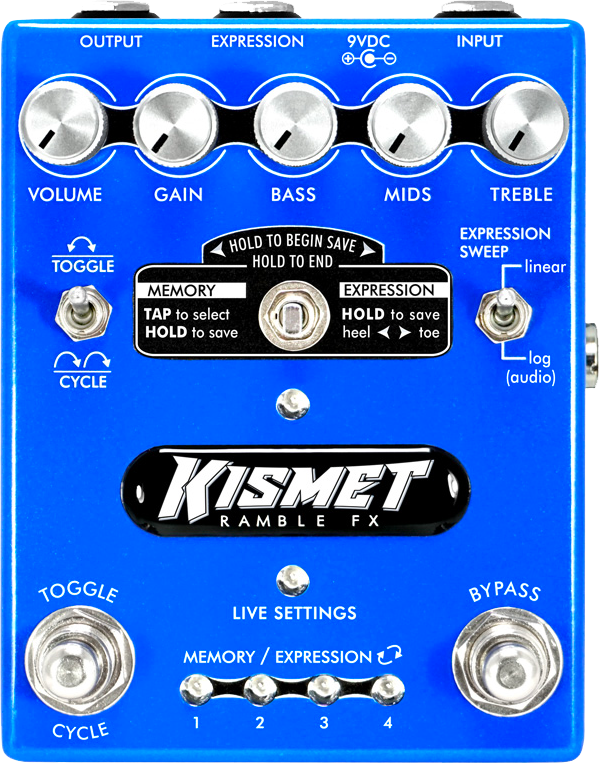 OUTPUT
EXPRESSION
9VDC
INPUT
VOLUME
GAIN
BASS
MIDS
TREBLE
TOGGLE
CYCLE
HOLD TO BEGIN SAVE
HOLD TO END
MEMORY
TAP to select
HOLD to save
EXPRESSION
HOLD to save
heel toe
EXPRESSION
SWEEP
linear
log
(audio)
KISMET
RAMBLE FX
TOGGLE
CYCLE
LIVE SETTINGS
MEMORY / EXPRESSION
1 2 3 4
BYPASS